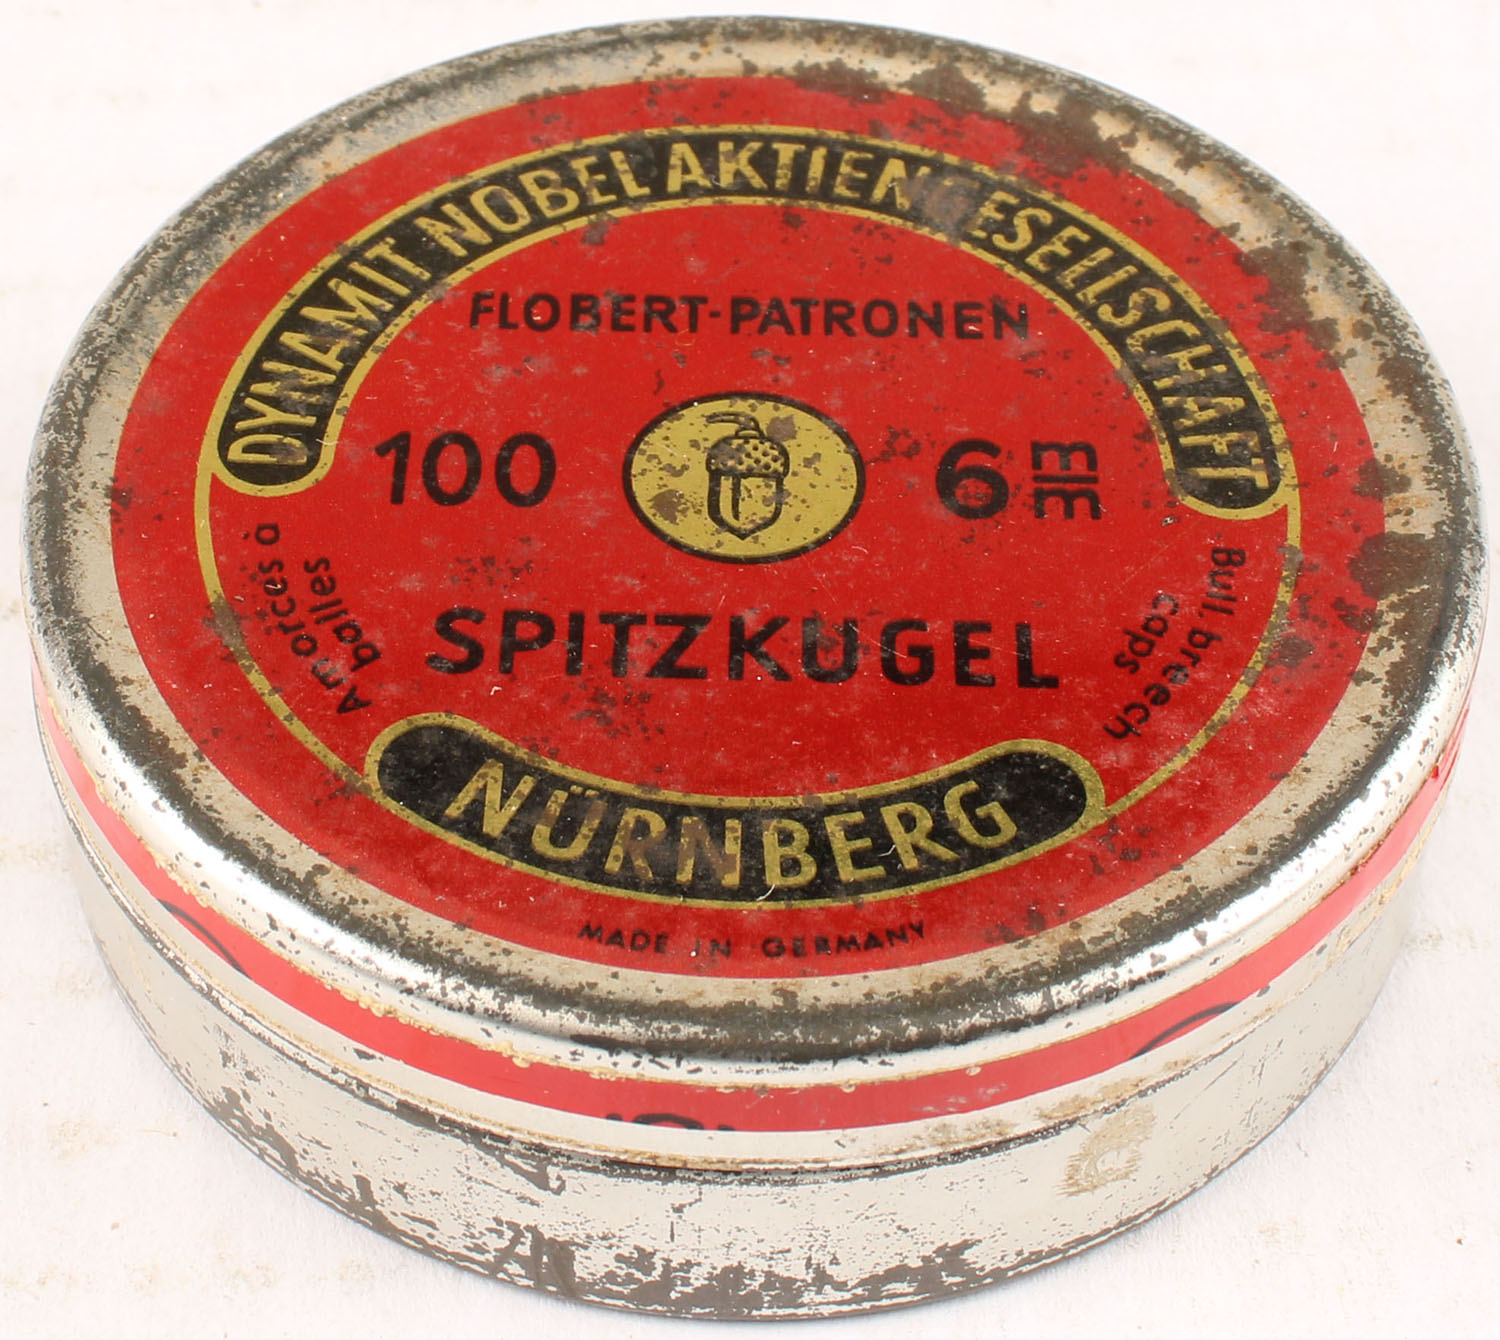 DYNAMIT NOBEL AKTIENGESELLSCHAFT
FLOBERT-PATRONEN
100
6 mm
SPITZKUGEL
Amorces à
balles
Bull. breech
caps
NÜRNBERG
MADE IN GERMANY